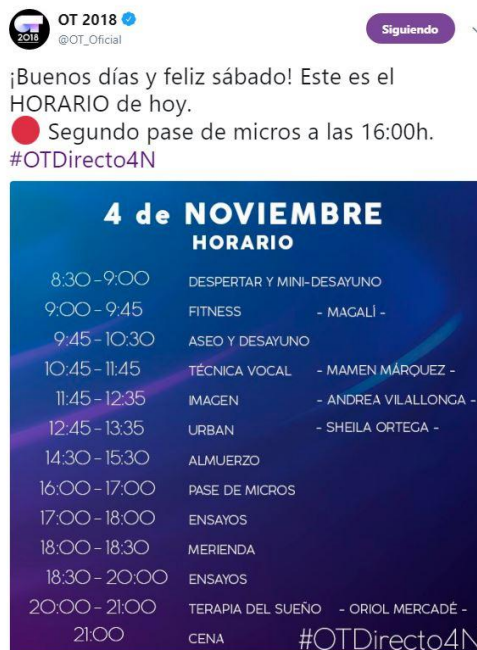 OT 2018
@OT_Oficial
Siguiendo
2018
¡Buenos días y feliz sábado! Este es el
HORARIO de hoy.
Segundo pase de micros a las 16:00h.
#OTDirecto4N
4 de NOVIEMBRE
HORARIO
8:30-9:00 DESPERTAR Y MINI-DESAYUNO
9:00-9:45 FITNESS - MAGALÍ -
9:45-10:30 ASEO Y DESAYUNO
10:45-11:45 TÉCNICA VOCAL - MAMEN MÁRQUEZ -
11:45-12:35 IMAGEN - ANDREA VILALLONGA -
12:45-13:35 URBAN - SHEILA ORTEGA -
14:30-15:30 ALMUERZO
16:00-17:00 PASE DE MICROS
17:00-18:00 ENSAYOS
18:00-18:30 MERIENDA
18:30-20:00 ENSAYOS
20:00-21:00 TERAPIA DEL SUEÑO - ORIOL MERCADÉ -
21:00 CENA #OTDirecto4N